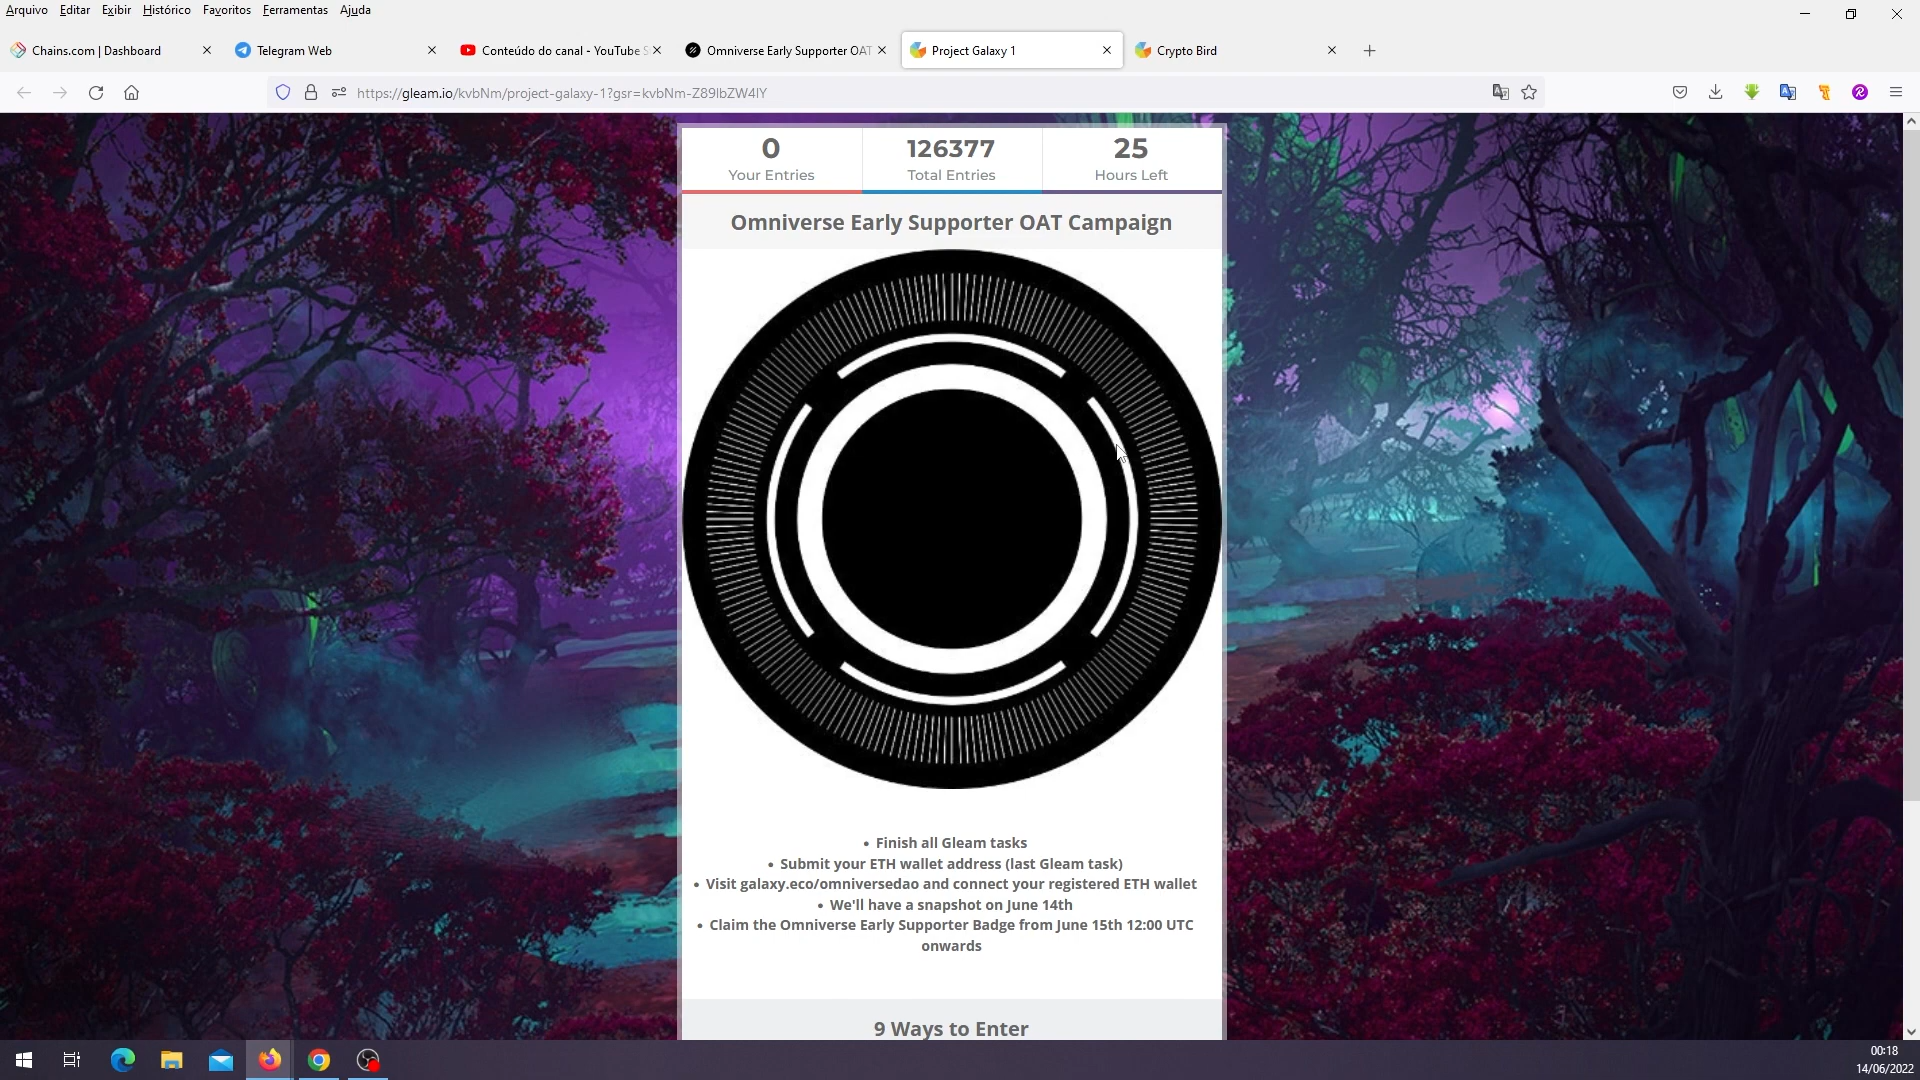 Arquivo Editar Exibir Histórico Favoritos Ferramentas Ajuda
Chains.com | Dashboard
Telegram Web
Conteúdo do canal - YouTube S
Omniverse Early Supporter OAT
Project Galaxy 1
Crypto Bird
https://gleam.io/kvbNm/project-galaxy-1?gsr=kvbNm-Z89lbZW4lY
0
Your Entries
126377
Total Entries
25
Hours Left
Omniverse Early Supporter OAT Campaign
• Finish all Gleam tasks
• Submit your ETH wallet address (last Gleam task)
• Visit galaxy.eco/omniversedao and connect your registered ETH wallet
• We'll have a snapshot on June 14th
• Claim the Omniverse Early Supporter Badge from June 15th 12:00 UTC
onwards
9 Ways to Enter
00:18
14/06/2022